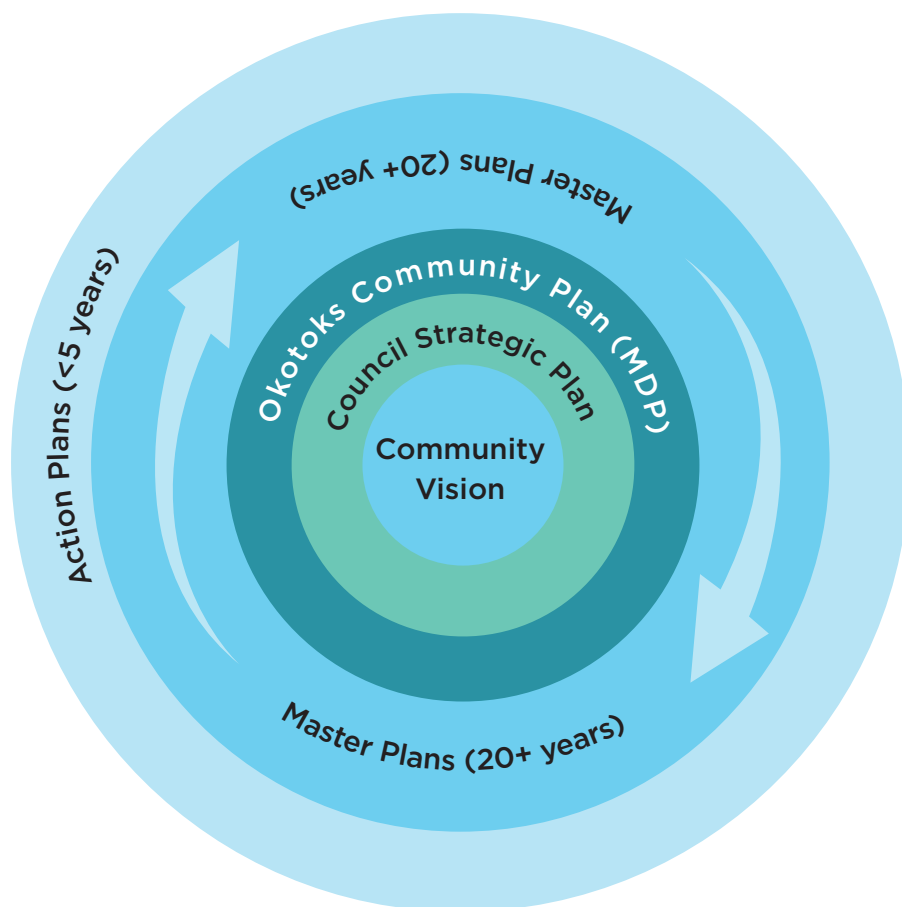 Master Plans (20+ years)
Action Plans (<5 years)
Okotoks Community Plan (MDP)
Council Strategic Plan
Community
Vision
Master Plans (20+ years)